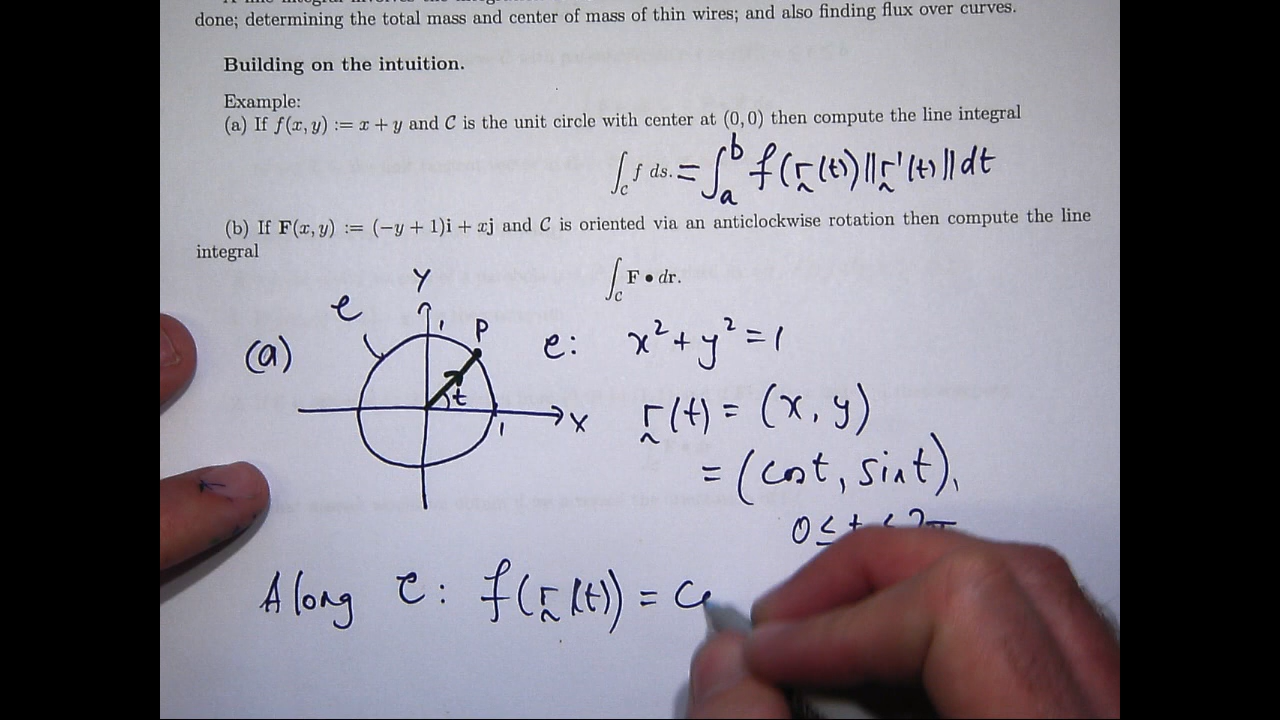 done; determining the total mass and center of mass of thin wires; and also finding flux over curves.
Building on the intuition.
Example:
(a) If f(x, y) := x + y and C is the unit circle with center at (0, 0) then compute the line integral
∫_C f ds. = ∫_a^b f(r(t)) ||r'(t)|| dt
(b) If F(x, y) := (−y + 1)i + xj and C is oriented via an anticlockwise rotation then compute the line
integral
∫_C F • dr.
(a)
C
Y
1
P
t
1
X
C: x² + y² = 1
r(t) = (x, y)
= (cos t, sin t),
0 ≤ t ≤ 2π
Along C: f(r(t)) =